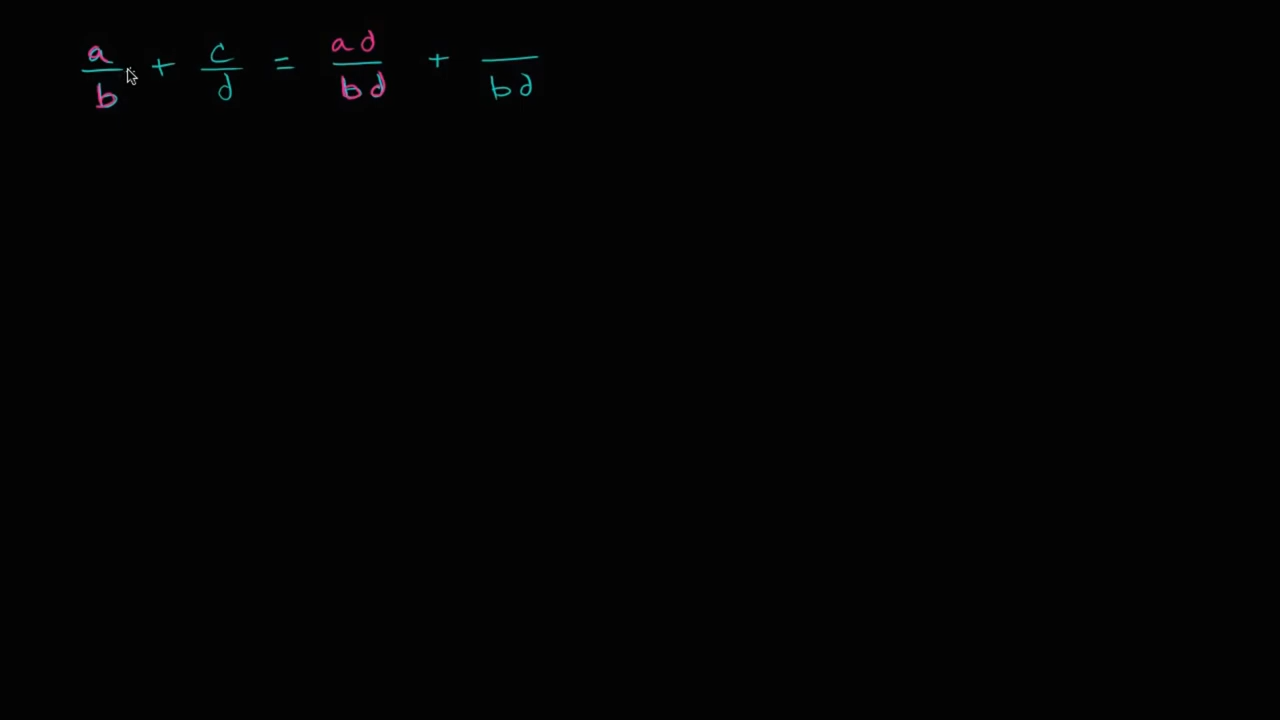 a/b + c/d = ad/bd + /bd